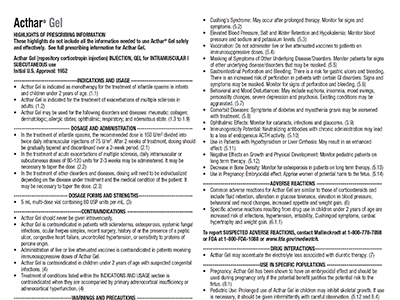 Acthar® Gel
HIGHLIGHTS OF PRESCRIBING INFORMATION
These highlights do not include all the information needed to use Acthar® Gel safely
and effectively. See full prescribing information for Acthar Gel.
Acthar Gel (repository corticotropin injection) INJECTION, GEL for INTRAMUSCULAR I
SUBCUTANEOUS use
Initial U.S. Approval: 1952
INDICATIONS AND USAGE
• Acthar Gel is indicated as monotherapy for the treatment of infantile spasms in infants
and children under 2 years of age. (1.1)
• Acthar Gel is indicated for the treatment of exacerbations of multiple sclerosis in
adults. (1.2)
• Acthar Gel may be used for the following disorders and diseases: rheumatic; collagen;
dermatologic; allergic states; ophthalmic; respiratory; and edematous state. (1.3 to 1.9)
DOSAGE AND ADMINISTRATION
• In the treatment of infantile spasms, the recommended dose is 150 U/m² divided into
twice daily intramuscular injections of 75 U/m². After 2 weeks of treatment, dosing should
be gradually tapered and discontinued over a 2-week period. (2.1)
• In the treatment of acute exacerbations of multiple sclerosis, daily intramuscular or
subcutaneous doses of 80-120 units for 2-3 weeks may be administered. It may be
necessary to taper the dose. (2.2)
• In the treatment of other disorders and diseases, dosing will need to be individualized
depending on the disease under treatment and the medical condition of the patient. It
may be necessary to taper the dose. (2.3)
DOSAGE FORMS AND STRENGTHS
• 5 mL multi-dose vial containing 80 USP units per mL. (3)
CONTRAINDICATIONS
• Acthar Gel should never be given intravenously.
• Acthar Gel is contraindicated in patients with scleroderma, osteoporosis, systemic fungal
infections, ocular herpes simplex, recent surgery, history of or the presence of a peptic
ulcer, congestive heart failure, uncontrolled hypertension, or sensitivity to proteins of
porcine origin.
• Administration of live or live attenuated vaccines is contraindicated in patients receiving
immunosuppressive doses of Acthar Gel.
• Acthar Gel is contraindicated in children under 2 years of age with suspected congenital
infections. (4)
• Treatment of conditions listed within the INDICATIONS AND USAGE section is
contraindicated when they are accompanied by primary adrenocortical insufficiency or
adrenocortical hyperfunction. (4)
WARNINGS AND PRECAUTIONS
• Cushing's Syndrome: May occur after prolonged therapy. Monitor for signs and
symptoms. (5.2)
• Elevated Blood Pressure, Salt and Water Retention and Hypokalemia: Monitor blood
pressure and sodium and potassium levels. (5.3)
• Vaccination: Do not administer live or live attenuated vaccines to patients on
immunosuppressive doses. (5.4)
• Masking of Symptoms of Other Underlying Disease/Disorders: Monitor patients for signs
of other underlying disease/disorders that may be masked. (5.5)
• Gastrointestinal Perforation and Bleeding: There is a risk for gastric ulcers and bleeding.
There is an increased risk of perforation in patients with certain GI disorders. Signs and
symptoms may be masked. Monitor for signs of perforation and bleeding. (5.6)
• Behavioral and Mood Disturbances: May include euphoria, insomnia, mood swings,
personality changes, severe depression and psychosis. Existing conditions may be
aggravated. (5.7)
• Comorbid Diseases: Symptoms of diabetes and myasthenia gravis may be worsened
with treatment. (5.8)
• Ophthalmic Effects: Monitor for cataracts, infections and glaucoma. (5.9)
• Immunogenicity Potential: Neutralizing antibodies with chronic administration may lead
to a loss of endogenous ACTH activity. (5.10)
• Use in Patients with Hypothyroidism or Liver Cirrhosis: May result in an enhanced
effect. (5.11)
• Negative Effects on Growth and Physical Development: Monitor pediatric patients on
long term therapy. (5.12)
• Decrease in Bone Density: Monitor for osteoporosis in patients on long term therapy. (5.13)
• Use in Pregnancy: Embryocidal effect. Apprise women of potential harm to the fetus. (5.14)
ADVERSE REACTIONS
• Common adverse reactions for Acthar Gel are similar to those of corticosteroids and
include fluid retention, alteration in glucose tolerance, elevation in blood pressure,
behavioral and mood changes, increased appetite and weight gain. (6)
• Specific adverse reactions resulting from drug use in children under 2 years of age are
increased risk of infections, hypertension, irritability, Cushingoid symptoms, cardiac
hypertrophy and weight gain. (6.1.1)
To report SUSPECTED ADVERSE REACTIONS, contact Mallinckrodt at 1-800-778-7898
or FDA at 1-800-FDA-1088 or www.fda.gov/medwatch.
DRUG INTERACTIONS
• Acthar Gel may accentuate the electrolyte loss associated with diuretic therapy. (7)
USE IN SPECIFIC POPULATIONS
• Pregnancy: Acthar Gel has been shown to have an embryocidal effect and should be
used during pregnancy only if the potential benefit justifies the potential risk to the
fetus. (8.1)
• Pediatric Use: Prolonged use of Acthar Gel in children may inhibit skeletal growth. If use
is necessary, it should be given intermittently with careful observation. (5.12 and 8.4)